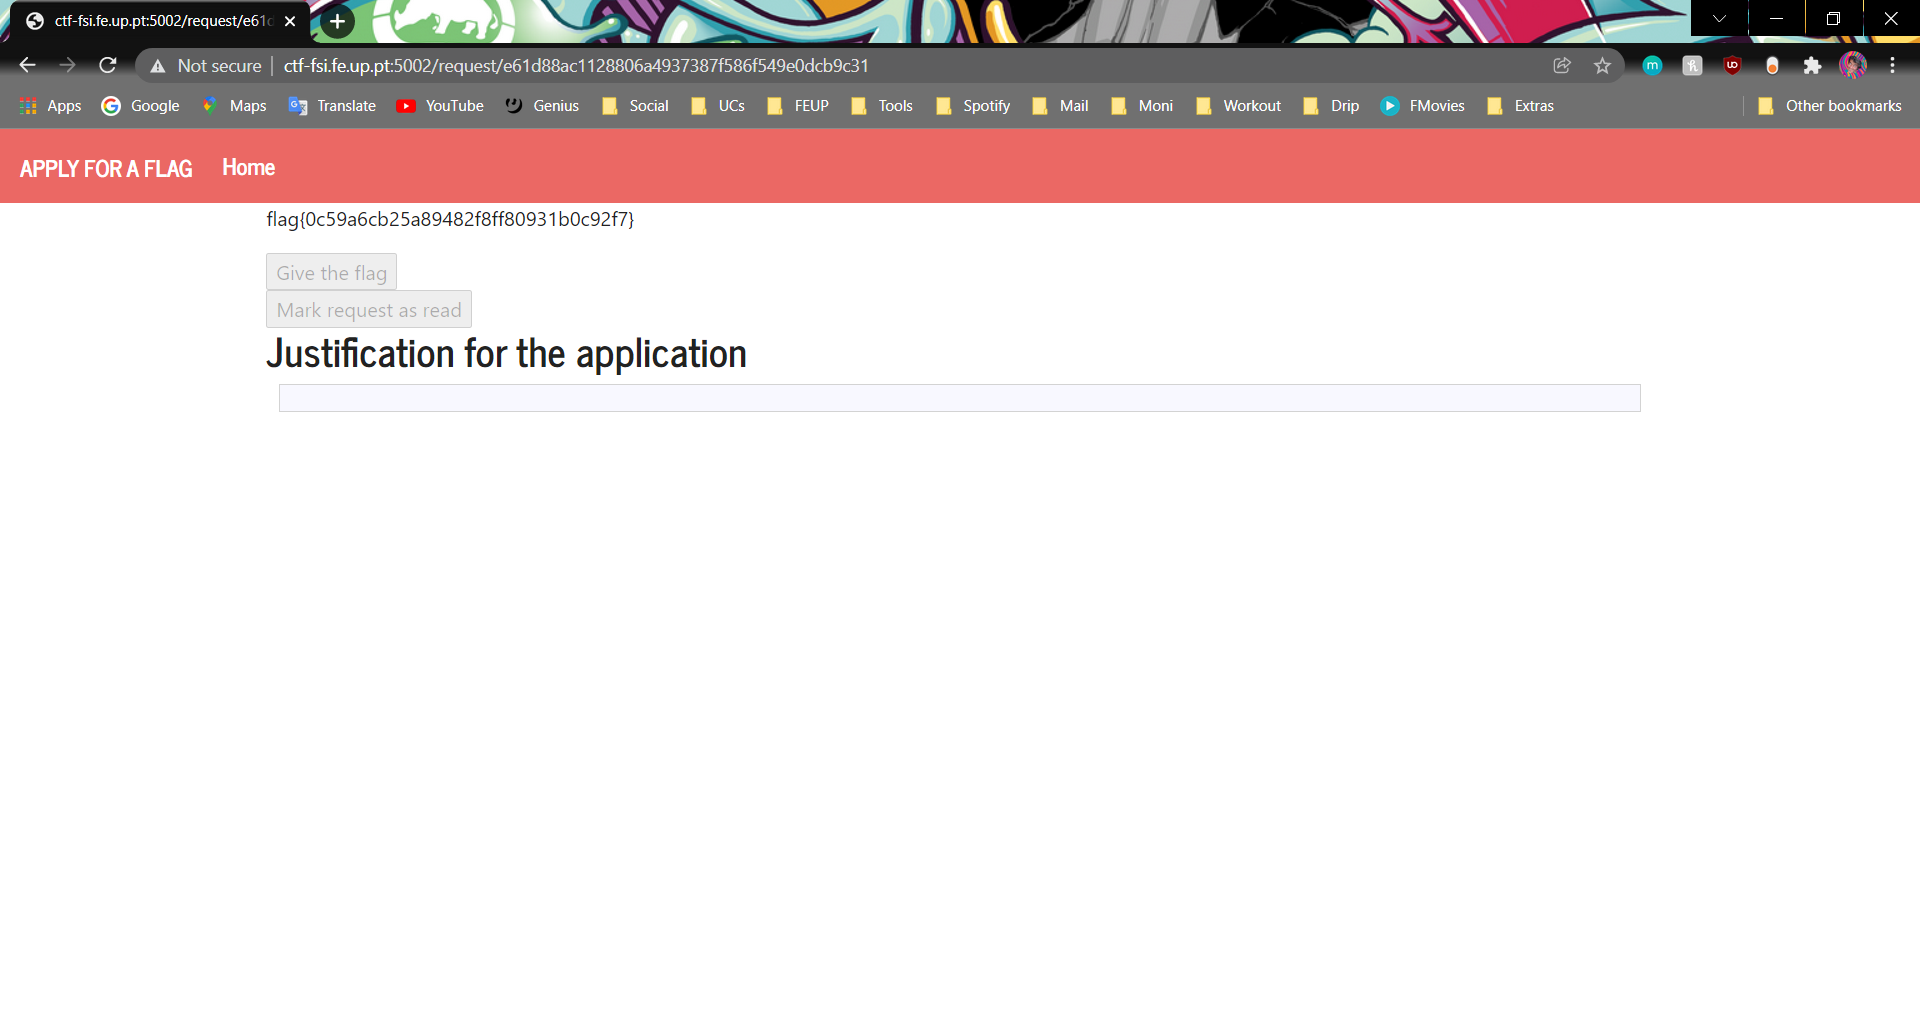 ctf-fsi.fe.up.pt:5002/request/e61d
Not secure | ctf-fsi.fe.up.pt:5002/request/e61d88ac1128806a4937387f586f549e0dcb9c31
Apps Google Maps Translate YouTube Genius Social UCs FEUP Tools Spotify Mail Moni Workout Drip FMovies Extras Other bookmarks
APPLY FOR A FLAG Home
flag{0c59a6cb25a89482f8ff80931b0c92f7}
Give the flag
Mark request as read
Justification for the application